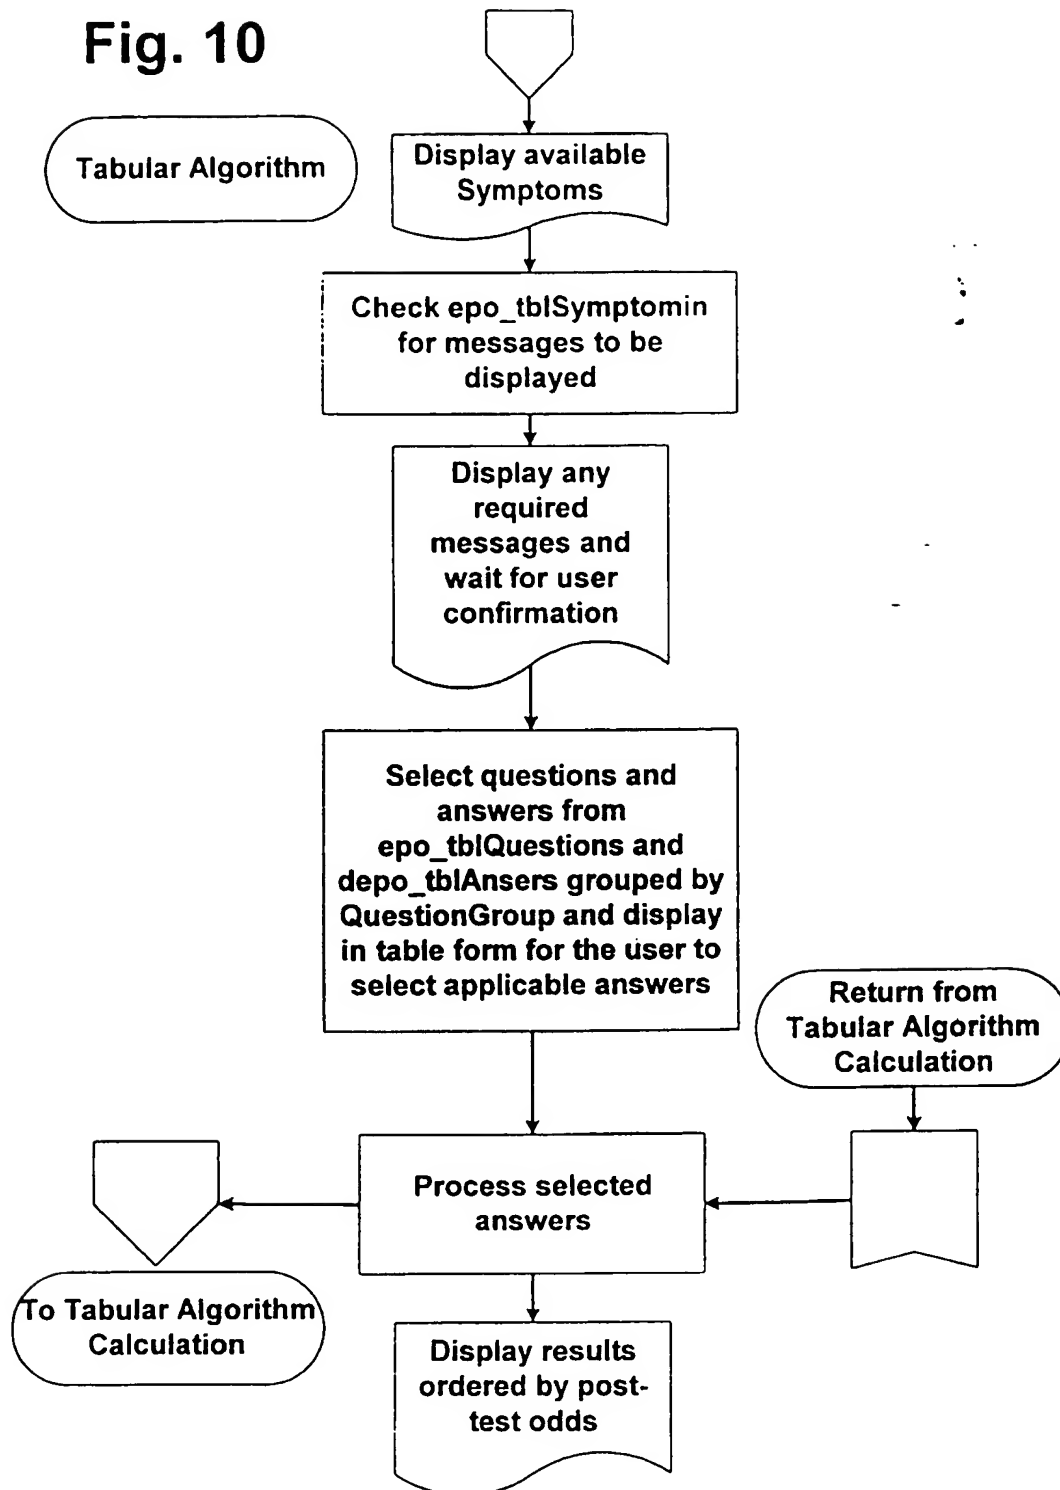 Fig. 10
Tabular Algorithm
Display available
Symptoms
Check epo_tblSymptomin
for messages to be
displayed
Display any
required
messages and
wait for user
confirmation
Select questions and
answers from
epo_tblQuestions and
depo_tblAnsers grouped by
QuestionGroup and display
in table form for the user to
select applicable answers
Return from
Tabular Algorithm
Calculation
Process selected
answers
To Tabular Algorithm
Calculation
Display results
ordered by post-
test odds